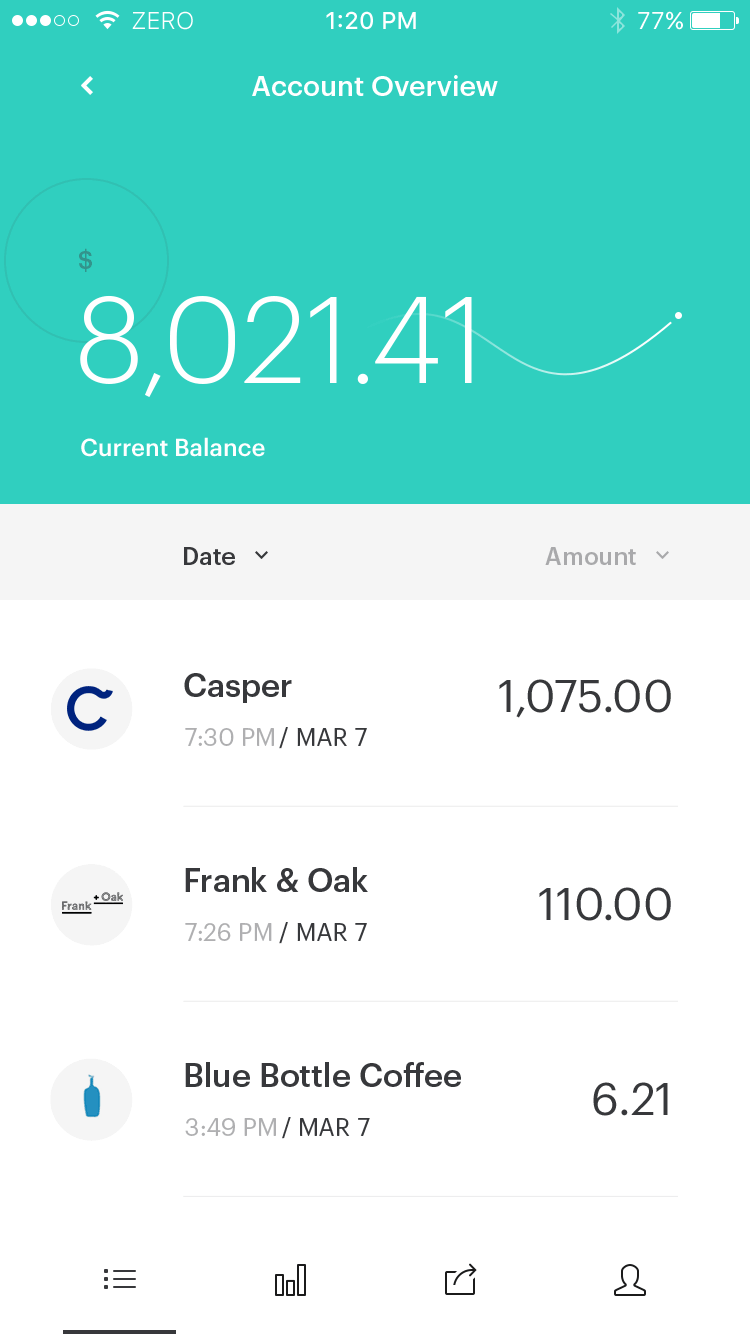 ZERO 1:20 PM 77%
Account Overview
$
8,021.41
Current Balance
Date Amount
Casper 1,075.00
7:30 PM / MAR 7
Frank + Oak
Frank & Oak 110.00
7:26 PM / MAR 7
Blue Bottle Coffee 6.21
3:49 PM / MAR 7